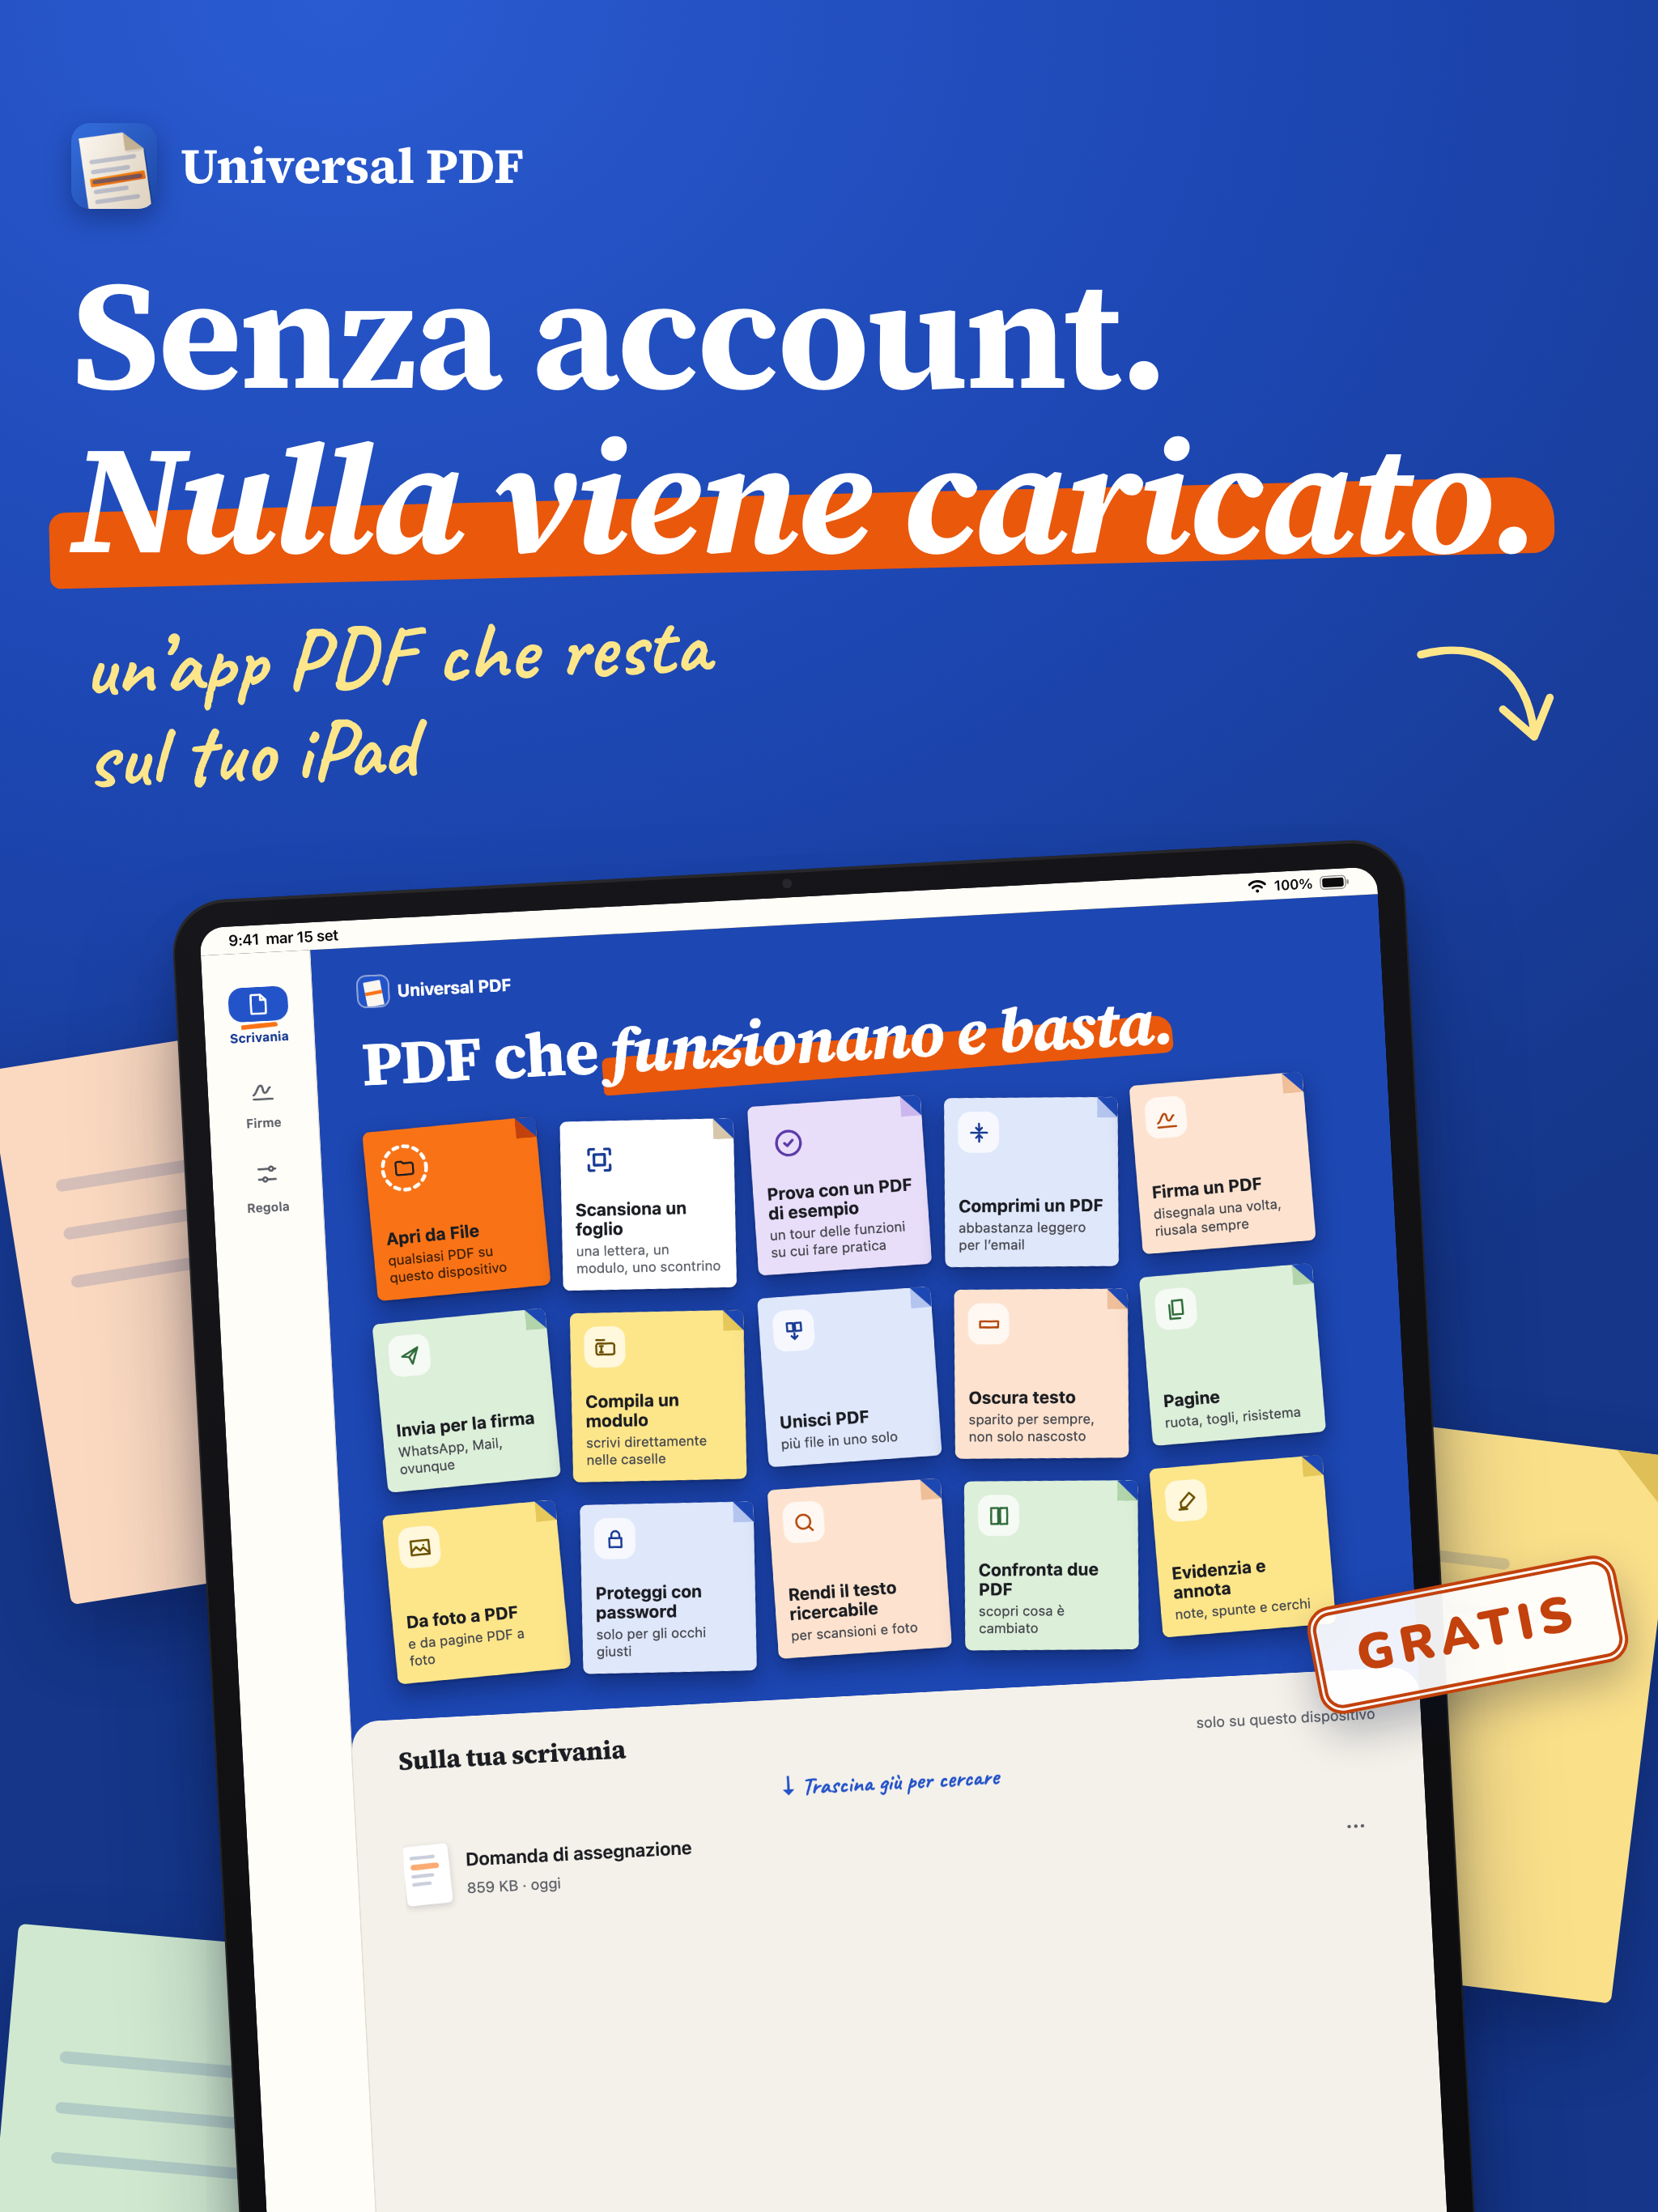 Universal PDF
Senza account.
Nulla viene caricato.
un'app PDF che resta
sul tuo iPad
9:41 mar 15 set
100%
Scrivania
Firme
Regola
Universal PDF
PDF che funzionano e basta.
Apri da File
qualsiasi PDF su
questo dispositivo
Scansiona un
foglio
una lettera, un
modulo, uno scontrino
Prova con un PDF
di esempio
un tour delle funzioni
su cui fare pratica
Comprimi un PDF
abbastanza leggero
per l'email
Firma un PDF
disegnala una volta,
riusala sempre
Invia per la firma
WhatsApp, Mail,
ovunque
Compila un
modulo
scrivi direttamente
nelle caselle
Unisci PDF
più file in uno solo
Oscura testo
sparito per sempre,
non solo nascosto
Pagine
ruota, togli, risistema
Da foto a PDF
e da pagine PDF a
foto
Proteggi con
password
solo per gli occhi
giusti
Rendi il testo
ricercabile
per scansioni e foto
Confronta due
PDF
scopri cosa è
cambiato
Evidenzia e
annota
note, spunte e cerchi
GRATIS
Sulla tua scrivania
solo su questo dispositivo
↓ Trascina giù per cercare
Domanda di assegnazione
859 KB · oggi